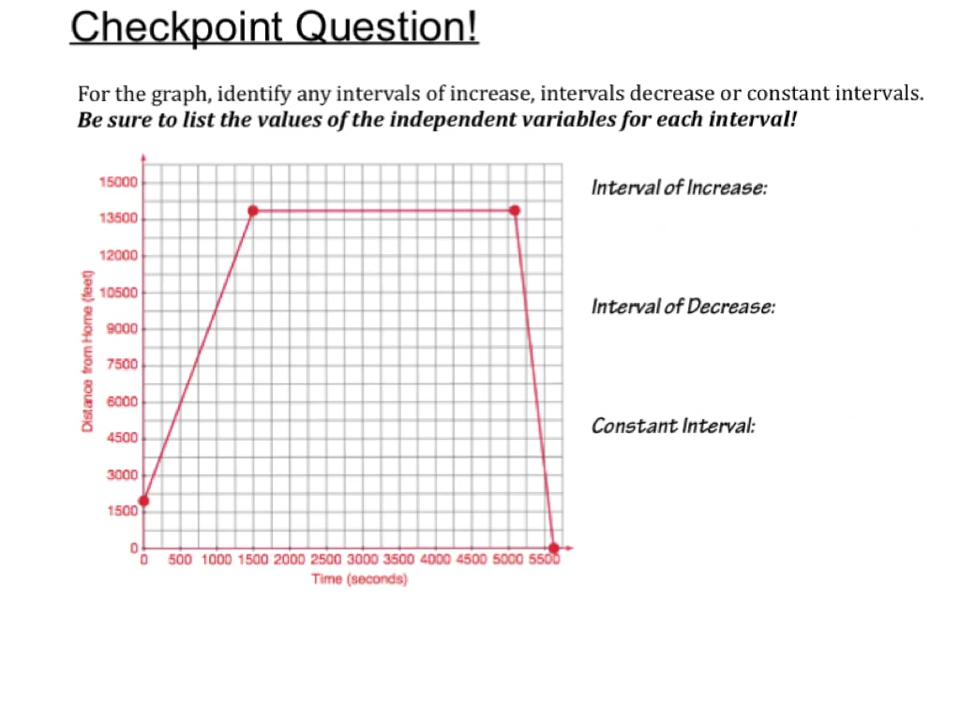 Checkpoint Question!
For the graph, identify any intervals of increase, intervals decrease or constant intervals.
Be sure to list the values of the independent variables for each interval!
Interval of Increase:
Interval of Decrease:
Constant Interval:
Distance from Home (feet)
15000
13500
12000
10500
9000
7500
6000
4500
3000
1500
0
0 500 1000 1500 2000 2500 3000 3500 4000 4500 5000 5500
Time (seconds)